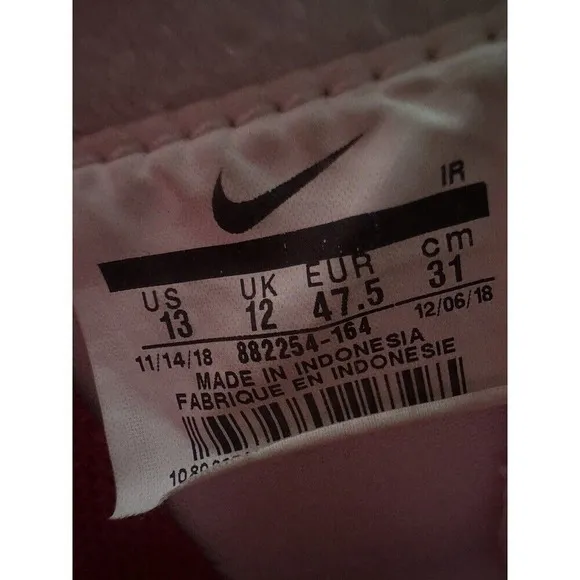 IR
US UK EUR cm
13 12 47.5 31
11/14/18 882254-164 12/06/18
MADE IN INDONESIA
FABRIQUE EN INDONESIE